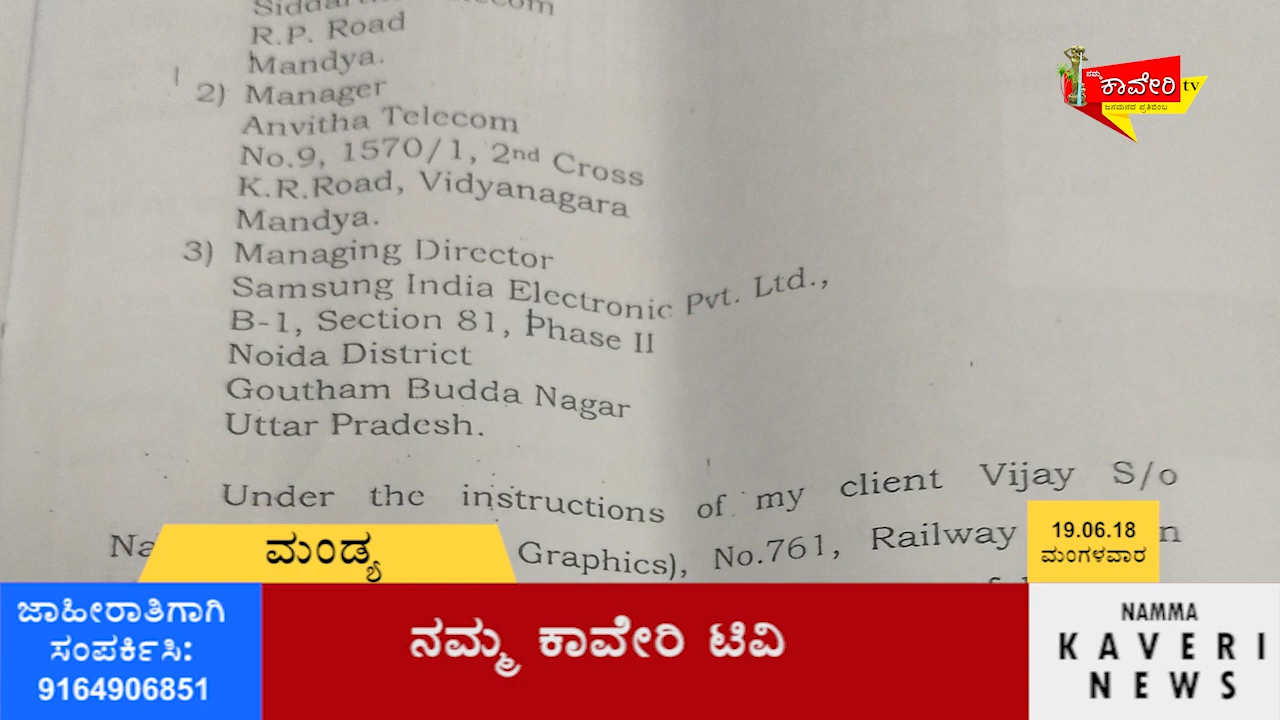 R.P. Road
Mandya.
2) Manager
Anvitha Telecom
No.9, 1570/1, 2nd Cross
K.R.Road, Vidyanagara
Mandya.
3) Managing Director
Samsung India Electronic Pvt. Ltd.,
B-1, Section 81, Phase II
Noida District
Goutham Budda Nagar
Uttar Pradesh.
Under the instructions of my client Vijay S/o
Graphics), No.761, Railway
ನಮ್ಮ
ಕಾವೇರಿ tv
ಜನಮನದ ಪ್ರತಿಬಿಂಬ
ಮಂಡ್ಯ
19.06.18
ಮಂಗಳವಾರ
ಜಾಹೀರಾತಿಗಾಗಿ
ಸಂಪರ್ಕಿಸಿ:
9164906851
ನಮ್ಮ ಕಾವೇರಿ ಟಿವಿ
NAMMA
KAVERI
NEWS